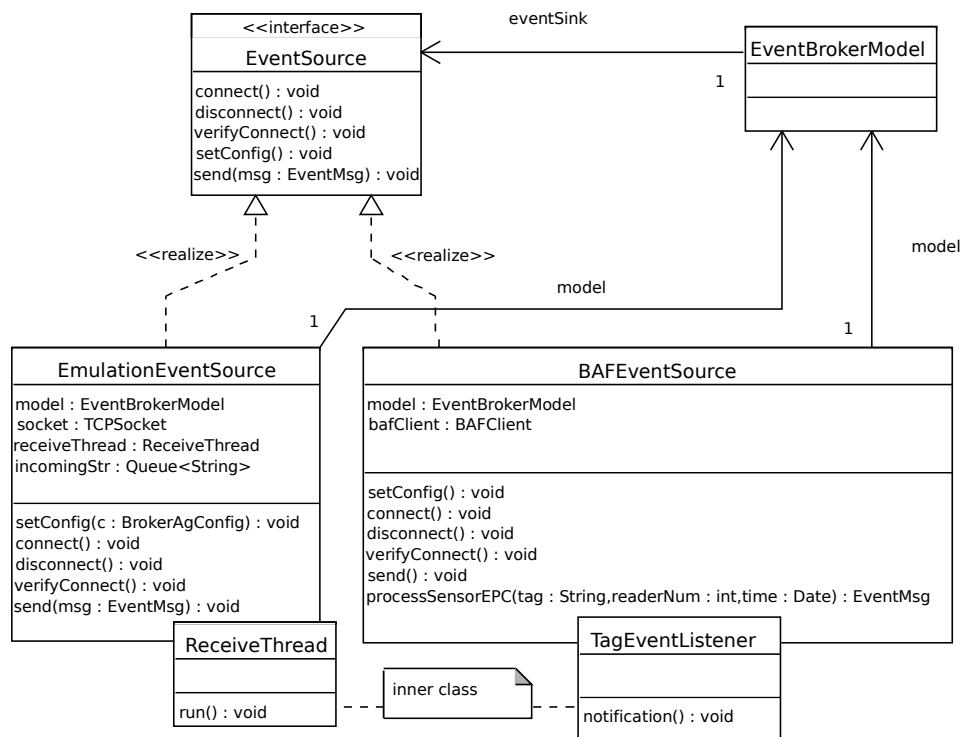 <<interface>>
EventSource
connect() : void
disconnect() : void
verifyConnect() : void
setConfig() : void
send(msg : EventMsg) : void
eventSink
1
EventBrokerModel
<<realize>>
<<realize>>
model
model
1
1
EmulationEventSource
model : EventBrokerModel
socket : TCPSocket
receiveThread : ReceiveThread
incomingStr : Queue<String>
setConfig(c : BrokerAgConfig) : void
connect() : void
disconnect() : void
verifyConnect() : void
send(msg : EventMsg) : void
BAFEventSource
model : EventBrokerModel
bafClient : BAFClient
setConfig() : void
connect() : void
disconnect() : void
verifyConnect() : void
send() : void
processSensorEPC(tag : String,readerNum : int,time : Date) : EventMsg
ReceiveThread
run() : void
inner class
TagEventListener
notification() : void